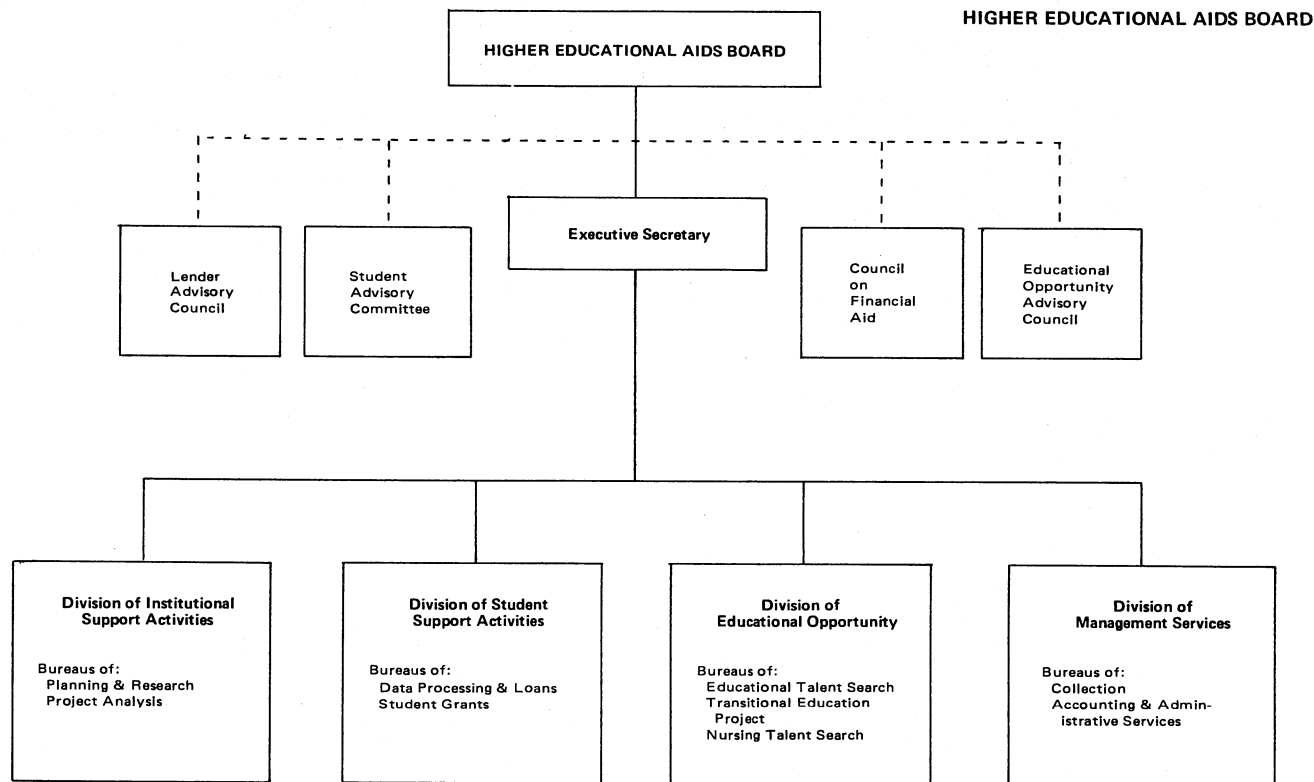 HIGHER EDUCATIONAL AIDS BOARD
HIGHER EDUCATIONAL AIDS BOARD
Executive Secretary
Lender
Advisory
Council
Student
Advisory
Committee
Council
on
Financial
Aid
Educational
Opportunity
Advisory
Council
Division of Institutional
Support Activities
Bureaus of:
Planning & Research
Project Analysis
Division of Student
Support Activities
Bureaus of:
Data Processing & Loans
Student Grants
Division of
Educational Opportunity
Bureaus of:
Educational Talent Search
Transitional Education
Project
Nursing Talent Search
Division of
Management Services
Bureaus of:
Collection
Accounting & Admin-
istrative Services